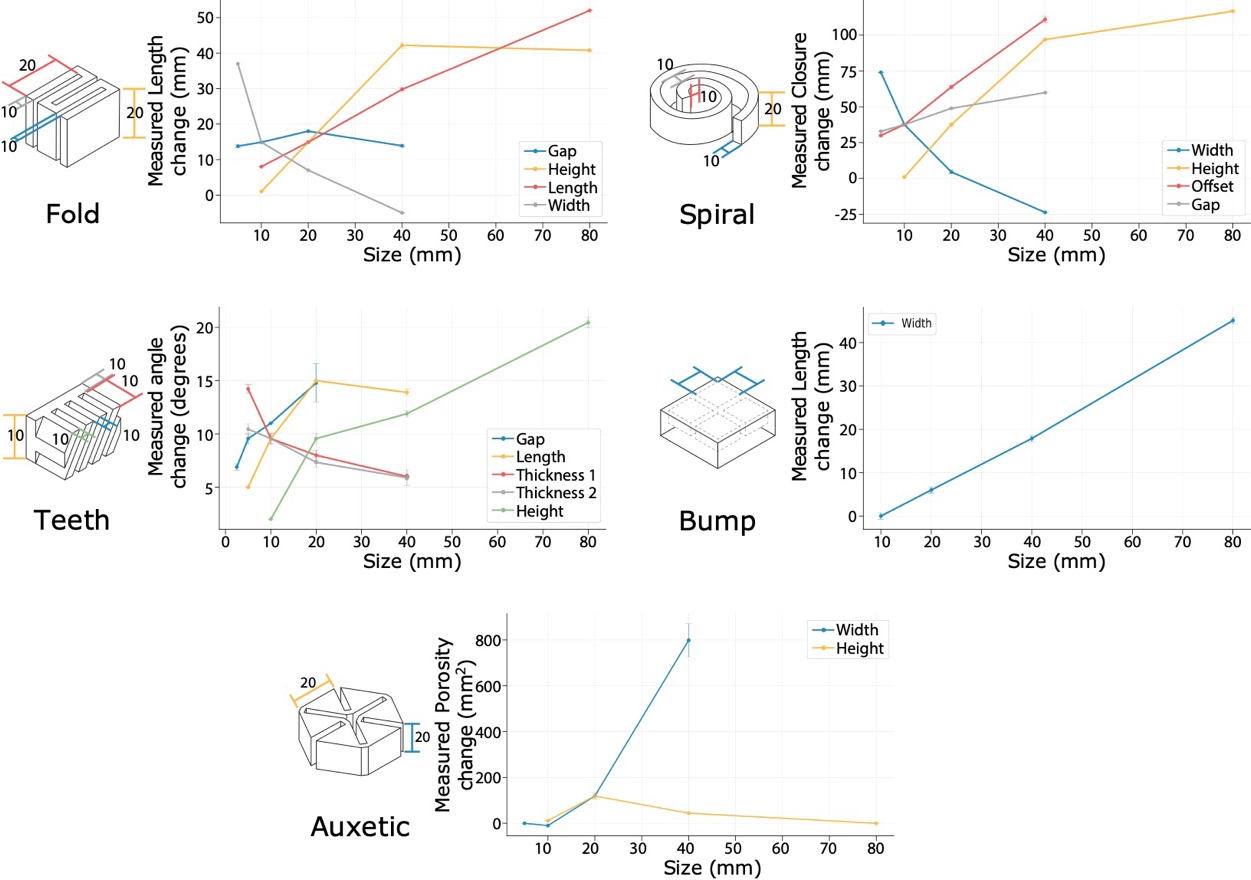 20
10
10
20
Fold
Measured Length
change (mm)
50
40
30
20
10
0
Gap
Height
Length
Width
10 20 30 40 50 60 70 80
Size (mm)
10
10
20
10
Spiral
Measured Closure
change (mm)
100
75
50
25
0
-25
Width
Height
Offset
Gap
10 20 30 40 50 60 70 80
Size (mm)
10
10
10
10
10
Teeth
Measured angle
change (degrees)
20
15
10
5
Gap
Length
Thickness 1
Thickness 2
Height
0 10 20 30 40 50 60 70 80
Size (mm)
Bump
Measured Length
change (mm)
40
30
20
10
0
Width
10 20 30 40 50 60 70 80
Size (mm)
20
20
Auxetic
Measured Porosity
change (mm²)
800
600
400
200
0
Width
Height
10 20 30 40 50 60 70 80
Size (mm)